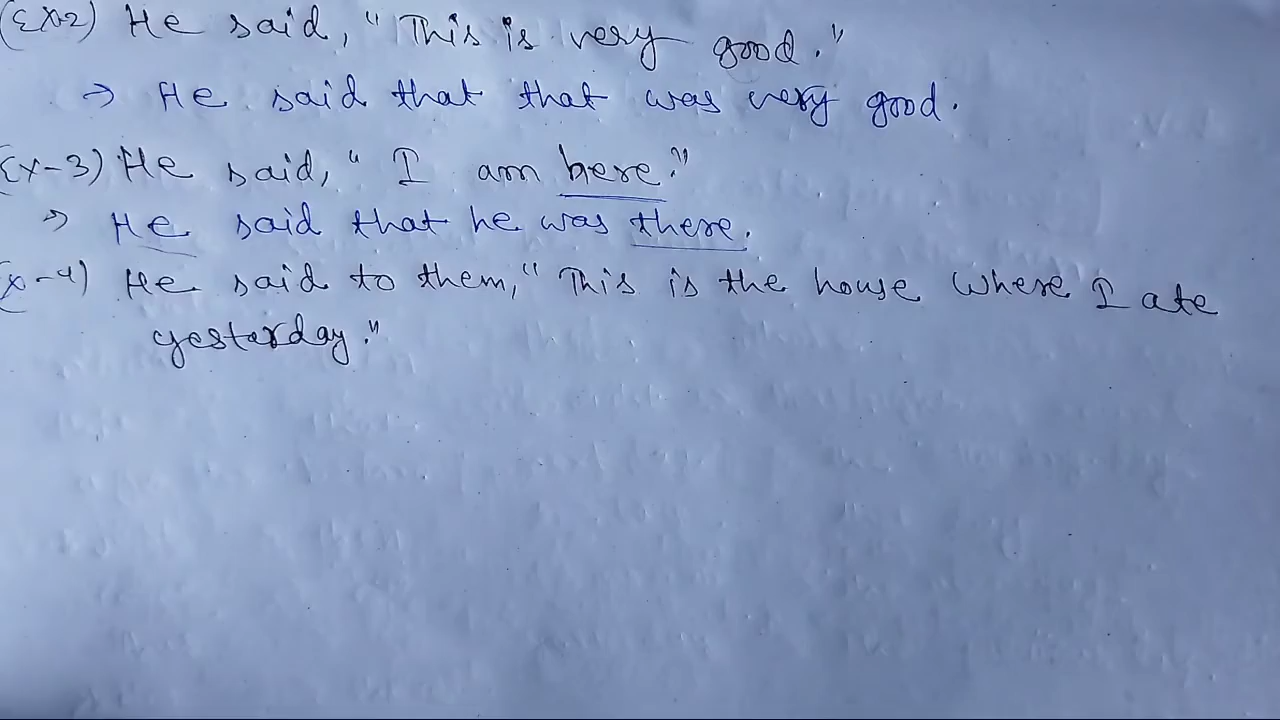 (Ex-2) He said, "This is very good."
→ He said that that was very good.
Ex-3) He said, "I am here."
→ He said that he was there.
x-4) He said to them, "This is the house where I ate
yesterday."